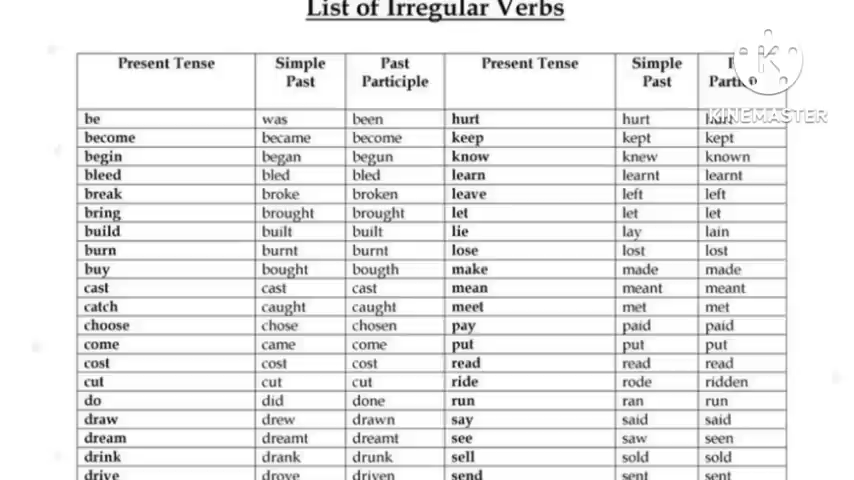 List of Irregular Verbs
Present Tense Simple Past Past Participle Present Tense Simple Past
KINEMASTER
be was been hurt hurt
become became become keep kept kept
begin began begun know knew known
bleed bled bled learn learnt learnt
break broke broken leave left left
bring brought brought let let let
build built built lie lay lain
burn burnt burnt lose lost lost
buy bought bougth make made made
cast cast cast mean meant meant
catch caught caught meet met met
choose chose chosen pay paid paid
come came come put put put
cost cost cost read read read
cut cut cut ride rode ridden
do did done run ran run
draw drew drawn say said said
dream dreamt dreamt see saw seen
drink drank drunk sell sold sold
drive drove driven send sent sent